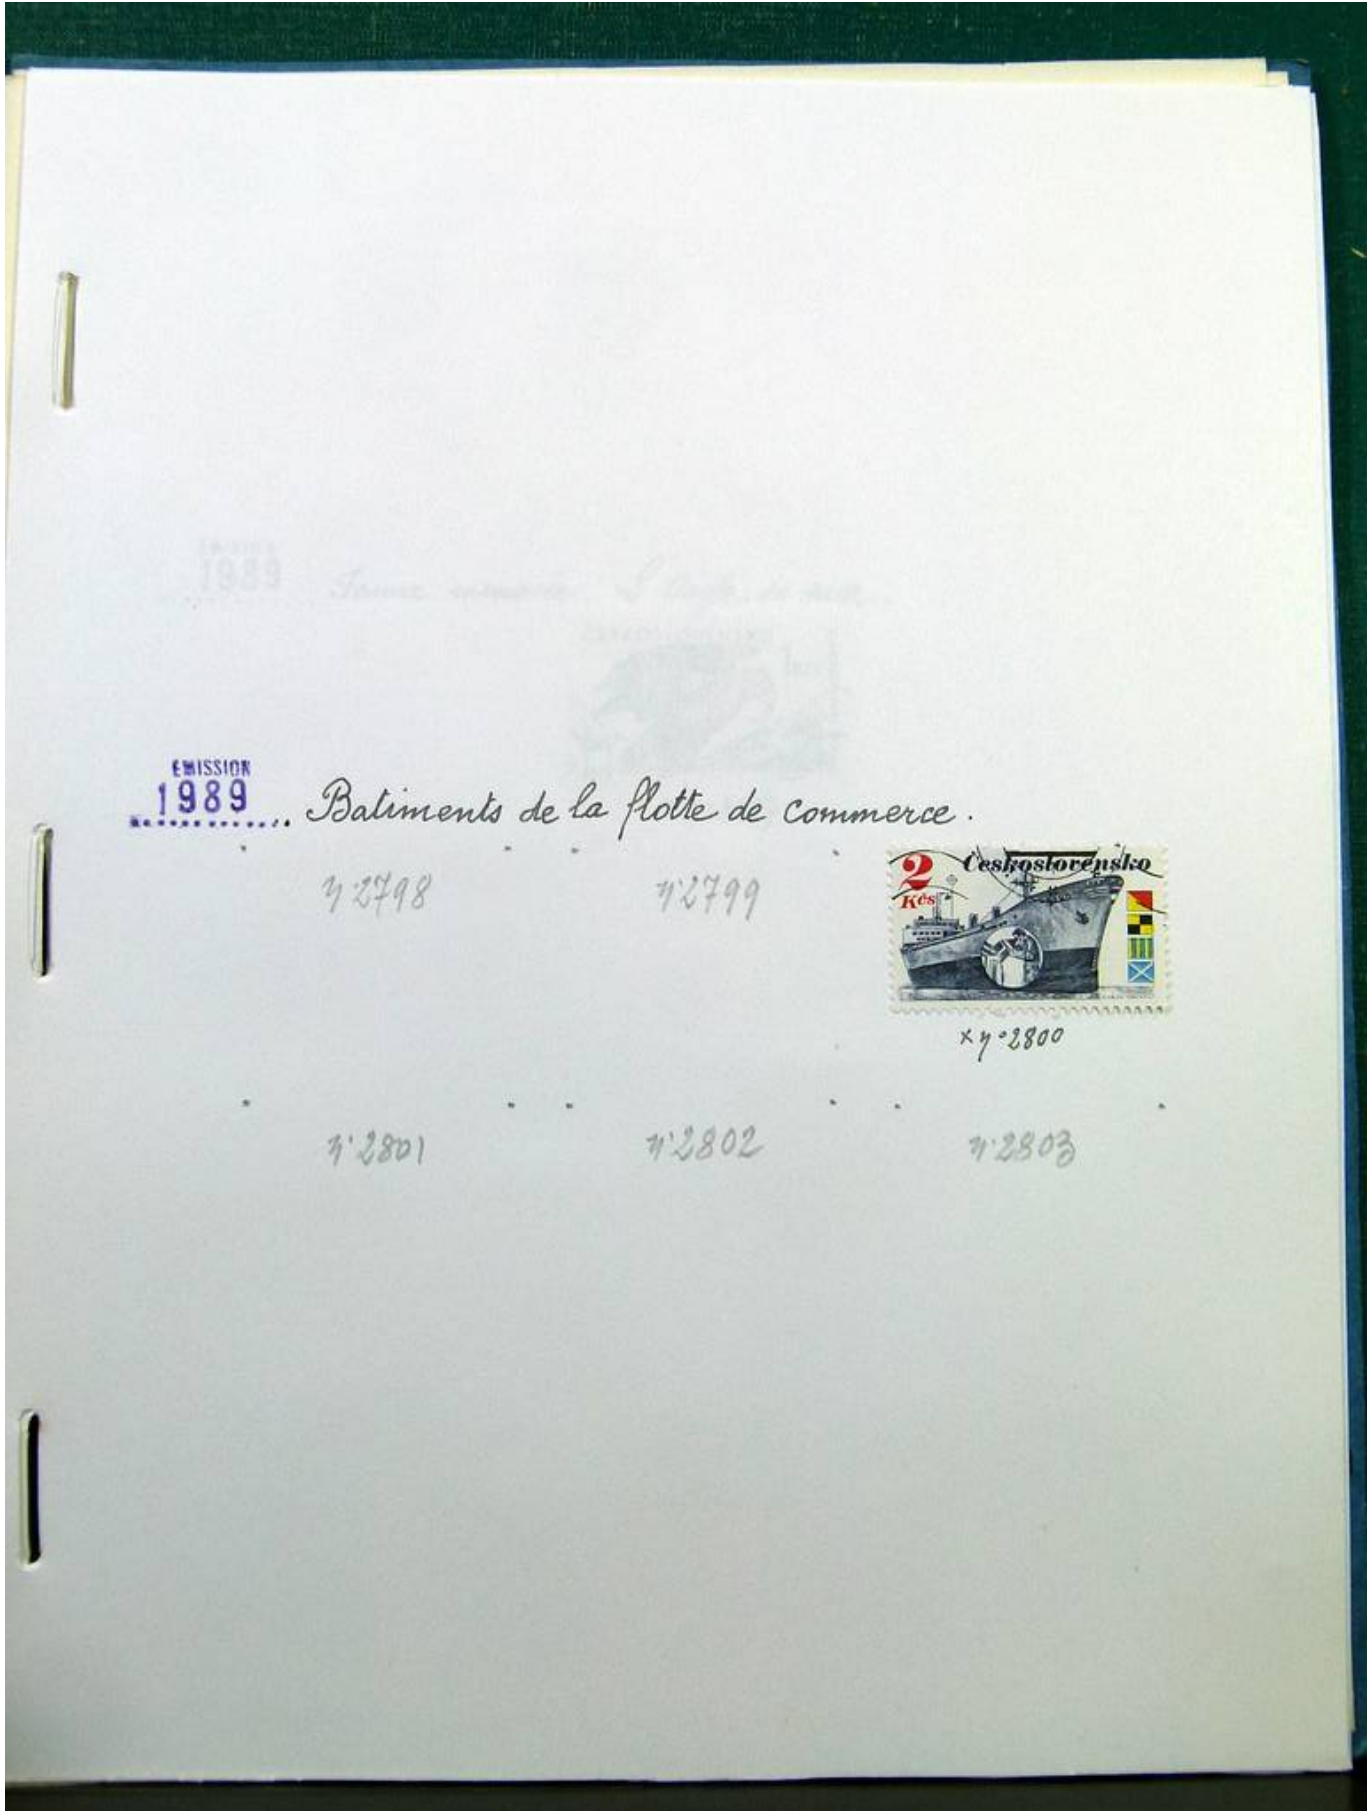 EMISSION
1989 Batiments de la flotte de commerce.
n°2798 n°2799
2 Československo
Kčs
x n°2800
n°2801 n°2802 n°2803